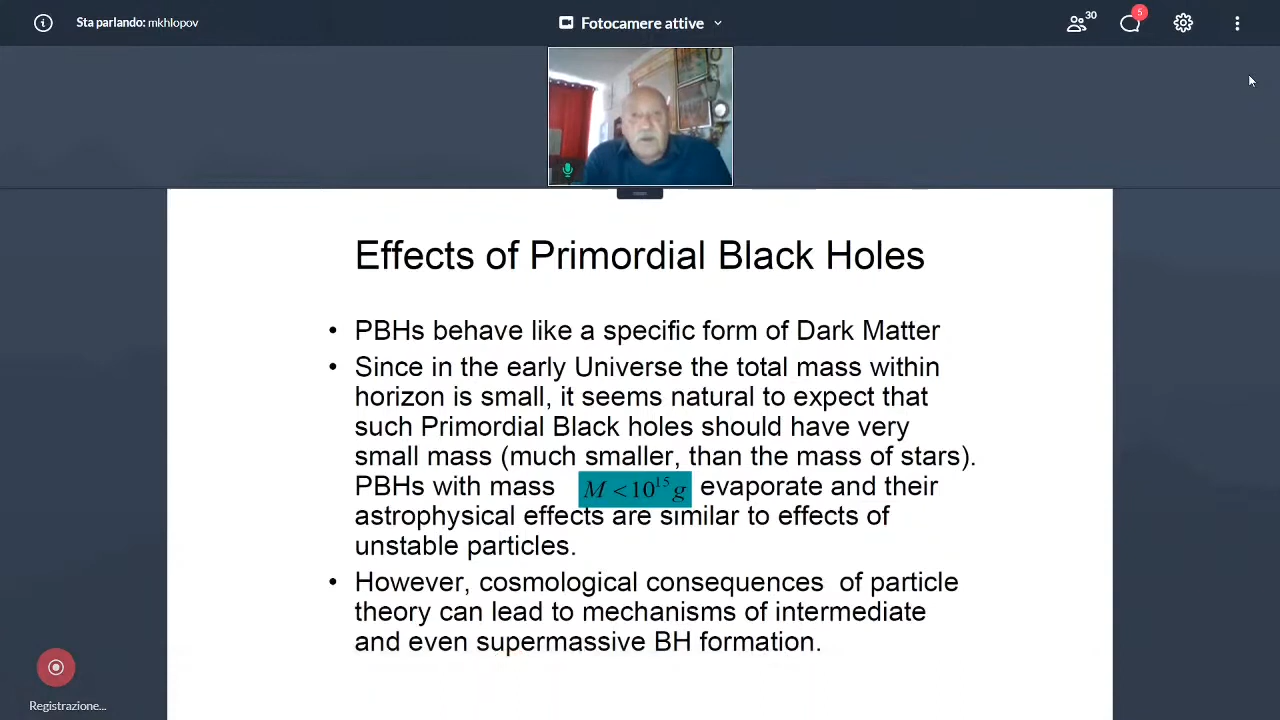 Sta parlando: mkhlopov
Fotocamere attive
30
5
Effects of Primordial Black Holes
• PBHs behave like a specific form of Dark Matter
• Since in the early Universe the total mass within
horizon is small, it seems natural to expect that
such Primordial Black holes should have very
small mass (much smaller, than the mass of stars).
PBHs with mass M < 10¹⁵ g evaporate and their
astrophysical effects are similar to effects of
unstable particles.
• However, cosmological consequences of particle
theory can lead to mechanisms of intermediate
and even supermassive BH formation.
Registrazione...